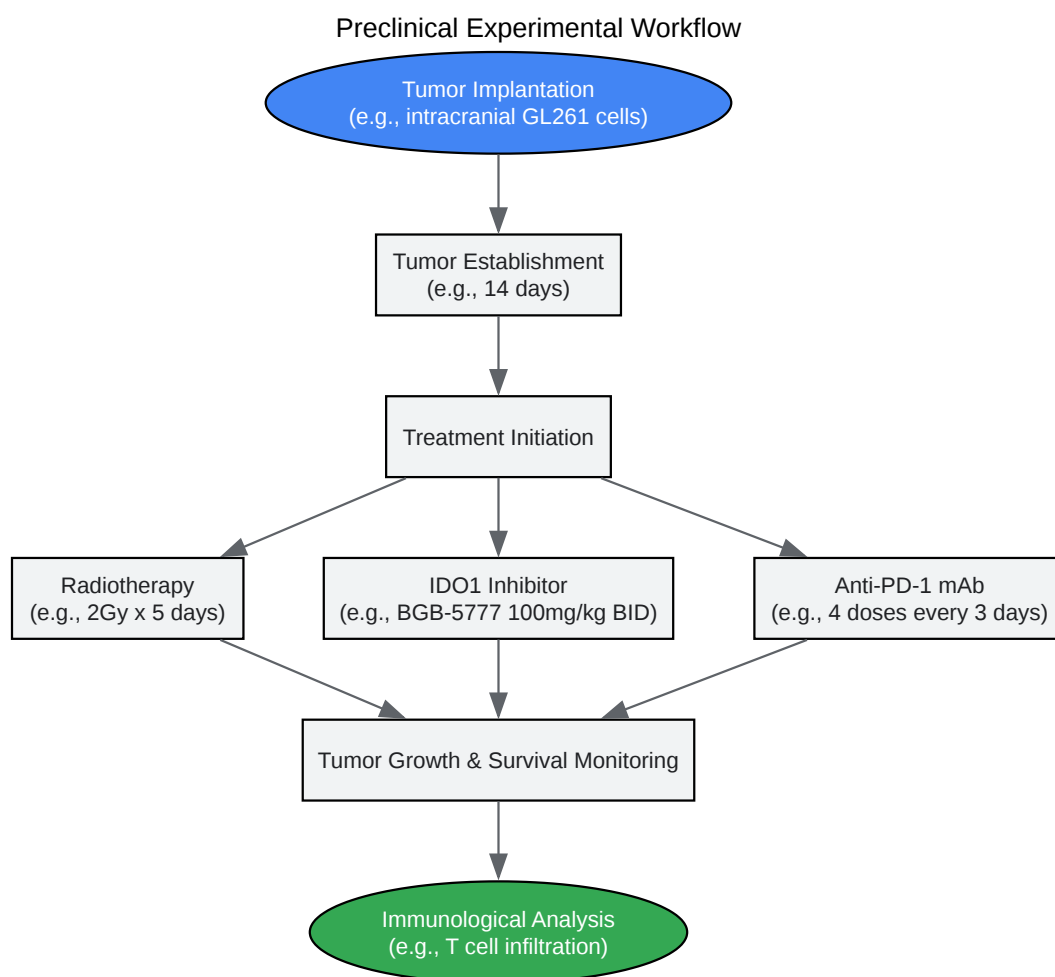 Preclinical Experimental Workflow
Tumor Implantation
(e.g., intracranial GL261 cells)
Tumor Establishment
(e.g., 14 days)
Treatment Initiation
Radiotherapy
(e.g., 2Gy x 5 days)
IDO1 Inhibitor
(e.g., BGB-5777 100mg/kg BID)
Anti-PD-1 mAb
(e.g., 4 doses every 3 days)
Tumor Growth & Survival Monitoring
Immunological Analysis
(e.g., T cell infiltration)